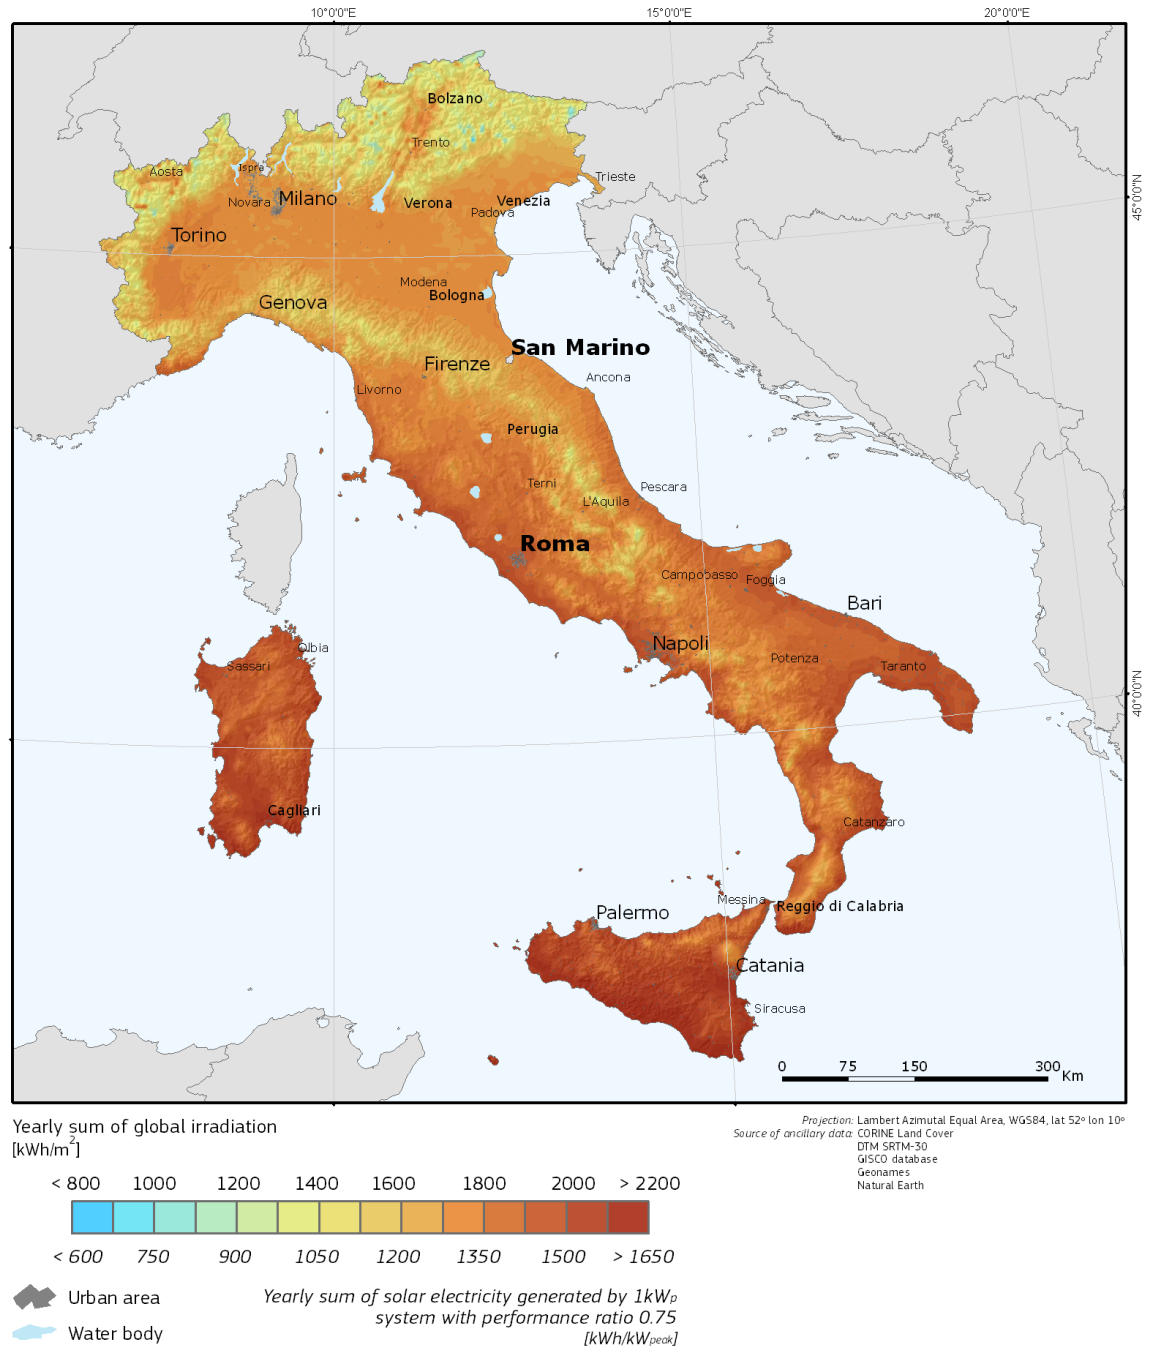 10°0'0"E
15°0'0"E
20°0'0"E
Bolzano
Trento
Aosta
Ispra
Trieste
45°0'0"N
Novara
Milano
Verona
Venezia
Padova
Torino
Modena
Bologna
Genova
San Marino
Firenze
Ancona
Livorno
Perugia
Terni
L'Aquila
Pescara
Roma
Campobasso
Foggia
Bari
Napoli
Olbia
Sassari
Potenza
Taranto
40°0'0"N
Cagliari
Catanzaro
Messina
Reggio di Calabria
Palermo
Catania
Siracusa
0 75 150 300 Km
Yearly sum of global irradiation
[kWh/m²]
Projection: Lambert Azimutal Equal Area, WGS84, lat 52º lon 10º
Source of ancillary data: CORINE Land Cover
DTM SRTM-30
GISCO database
Geonames
Natural Earth
< 800 1000 1200 1400 1600 1800 2000 > 2200
< 600 750 900 1050 1200 1350 1500 > 1650
Urban area
Water body
Yearly sum of solar electricity generated by 1kWp
system with performance ratio 0.75
[kWh/kWpeak]